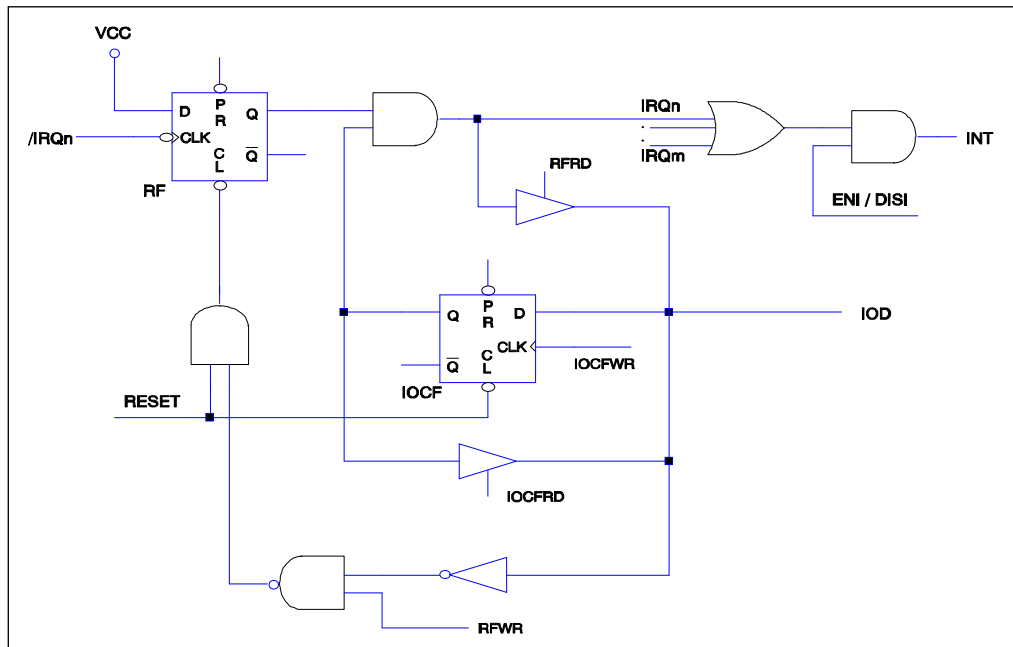 VCC
D
P
R
Q
/IRQn
CLK
C
L
Q
RF
IRQn
:
IRQm
INT
RFRD
ENI / DISI
Q
P
R
D
IOD
CLK
C
L
Q
IOCFWR
IOCF
RESET
IOCFRD
RFWR